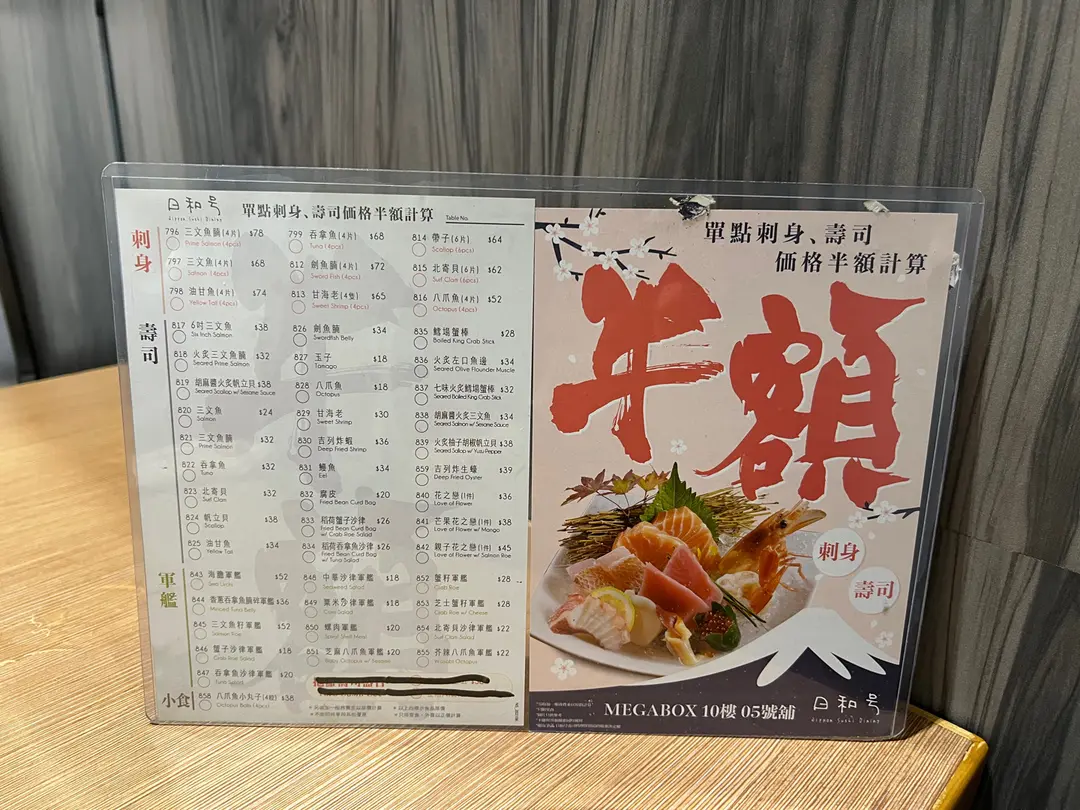 日和号
Nippon Sushi Dining
單點刺身、壽司価格半額計算
Table No.
刺身
796 三文魚腩(4片) $78
Prime Salmon (4pcs)
797 三文魚(4片) $68
Salmon (4pcs)
798 油甘魚(4片) $74
Yellow Tail (4pcs)
799 吞拿魚(4片) $68
Tuna (4pcs)
812 劍魚腩(4片) $72
Sword Fish (4pcs)
813 甘海老(4隻) $65
Sweet Shrimp (4pcs)
814 帶子(6片) $64
Scallop (6pcs)
815 北寄貝(6片) $62
Surf Clam (6pcs)
816 八爪魚(4片) $52
Octopus (4pcs)
壽司
817 6吋三文魚 $38
Six Inch Salmon
818 火炙三文魚腩 $32
Seared Prime Salmon
819 胡麻醬火炙帆立貝 $38
Seared Scallop w/ Sesame Sauce
820 三文魚 $24
Salmon
821 三文魚腩 $32
Prime Salmon
822 吞拿魚 $32
Tuna
823 北寄貝 $32
Surf Clam
824 帆立貝 $38
Scallop
825 油甘魚 $34
Yellow Tail
826 劍魚腩 $34
Swordfish Belly
827 玉子 $18
Tamago
828 八爪魚 $18
Octopus
829 甘海老 $30
Sweet Shrimp
830 吉列炸蝦 $36
Deep Fried Shrimp
831 鰻魚 $34
Eel
832 腐皮 $20
Fried Bean Curd Bag
833 稻荷蟹子沙律 $26
Fried Bean Curd Bag
w/ Crab Roe Salad
834 稻荷吞拿魚沙律 $26
Fried Bean Curd Bag
w/ Tuna Salad
835 鱈場蟹棒 $28
Boiled King Crab Stick
836 火炙左口魚邊 $34
Seared Olive Flounder Muscle
837 七味火炙鱈場蟹棒 $32
Seared Boiled King Crab Stick
838 胡麻醬火炙三文魚 $34
Seared Salmon w/ Sesame Sauce
839 火炙柚子胡椒帆立貝 $38
Seared Scallop w/ Yuzu Pepper
859 吉列炸生蠔 $39
Deep Fried Oyster
840 花之戀(1件) $36
Love of Flower
841 芒果花之戀(1件) $38
Love of Flower w/ Mango
842 親子花之戀(1件) $45
Love of Flower w/ Salmon Roe
軍艦
843 海膽軍艦 $52
Sea Urchin
844 香蔥吞拿魚腩碎軍艦 $36
Minced Tuna Belly
845 三文魚籽軍艦 $52
Salmon Roe
846 蟹子沙律軍艦 $18
Crab Roe Salad
847 吞拿魚沙律軍艦
Tuna Salad
848 中華沙律軍艦 $18
Seaweed Salad
849 粟米沙律軍艦 $18
Corn Salad
850 螺肉軍艦 $20
Spiral Shell Meat
851 芝麻八爪魚軍艦 $20
Baby Octopus w/ Sesame
852 蟹籽軍艦 $28
Crab Roe
853 芝士蟹籽軍艦 $28
Crab Roe w/ Cheese
854 北寄貝沙律軍艦 $22
Surf Clam Salad
855 芥辣八爪魚軍艦 $22
Wasabi Octopus
小食
858 八爪魚小丸子(4粒) $38
Octopus Balls (4pcs)
單點刺身、壽司
価格半額計算
半額
刺身
壽司
MEGABOX 10樓 05號舖
日和号
Nippon Sushi Dining